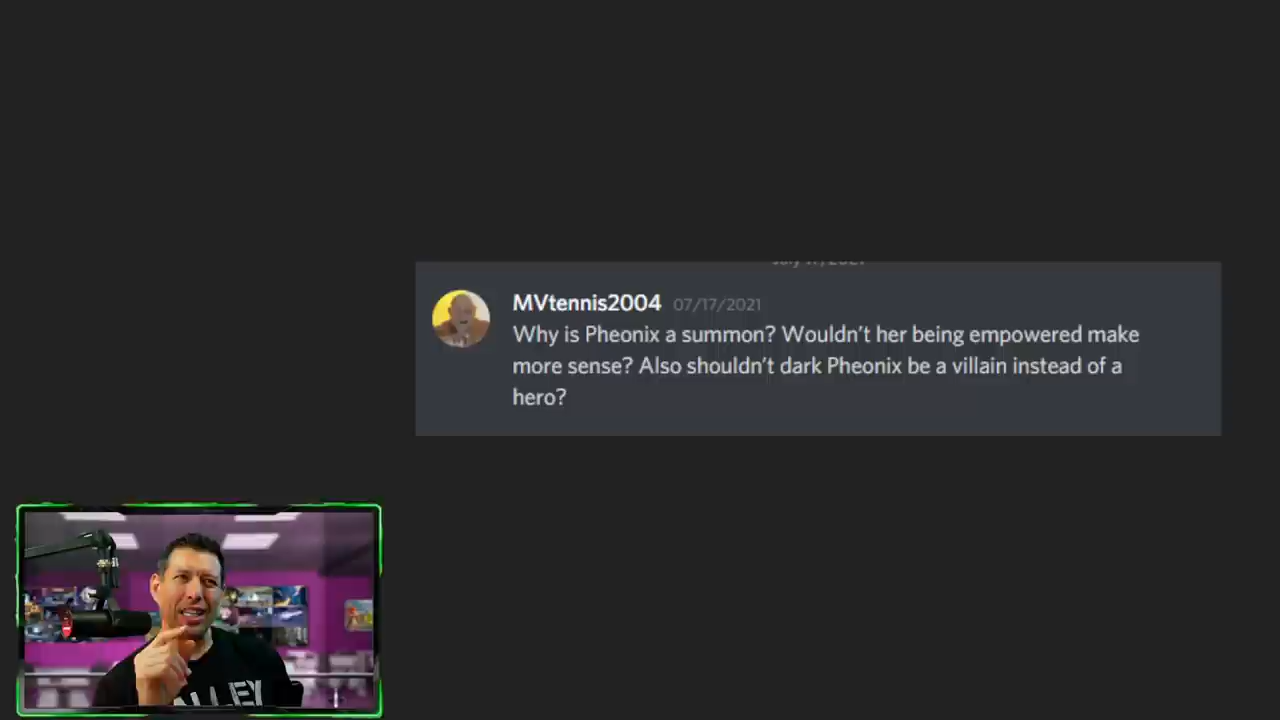 MVtennis2004 07/17/2021
Why is Pheonix a summon? Wouldn't her being empowered make
more sense? Also shouldn't dark Pheonix be a villain instead of a
hero?
ALLEY